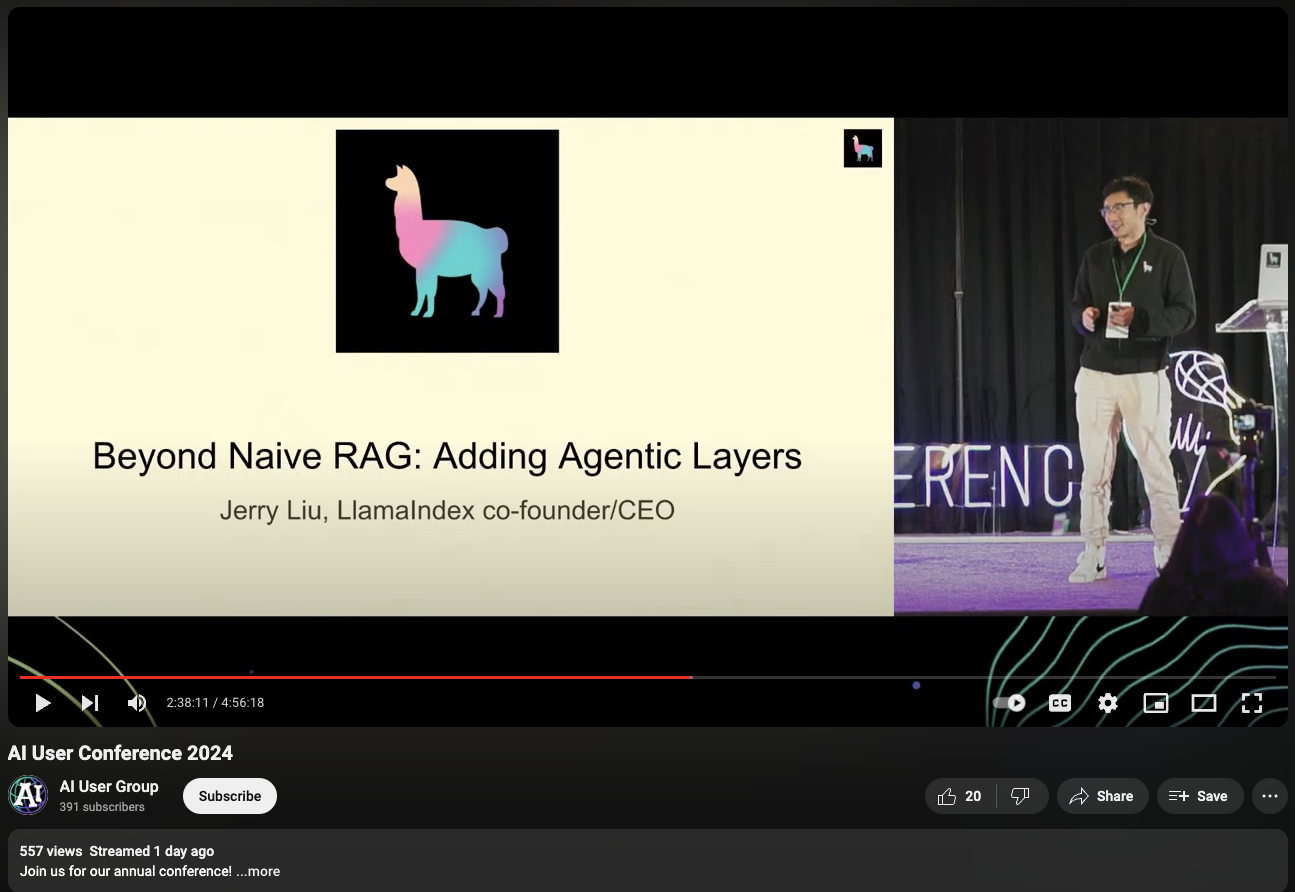 Beyond Naive RAG: Adding Agentic Layers
Jerry Liu, LlamaIndex co-founder/CEO
ERENC
2:38:11 / 4:56:18
CC
AI User Conference 2024
AI
AI User Group
391 subscribers
Subscribe
20
Share
Save
557 views Streamed 1 day ago
Join us for our annual conference! ...more